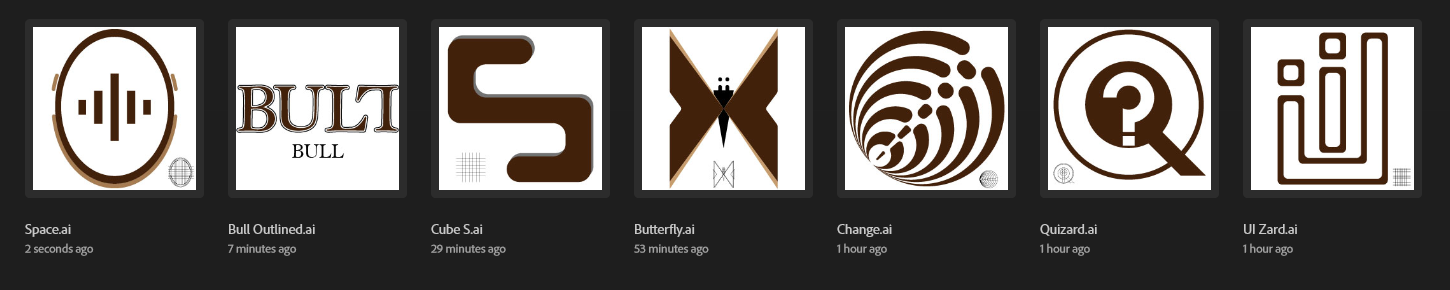 BULT
BULL
?
Space.ai
2 seconds ago
Bull Outlined.ai
7 minutes ago
Cube S.ai
29 minutes ago
Butterfly.ai
53 minutes ago
Change.ai
1 hour ago
Quizard.ai
1 hour ago
UI Zard.ai
1 hour ago